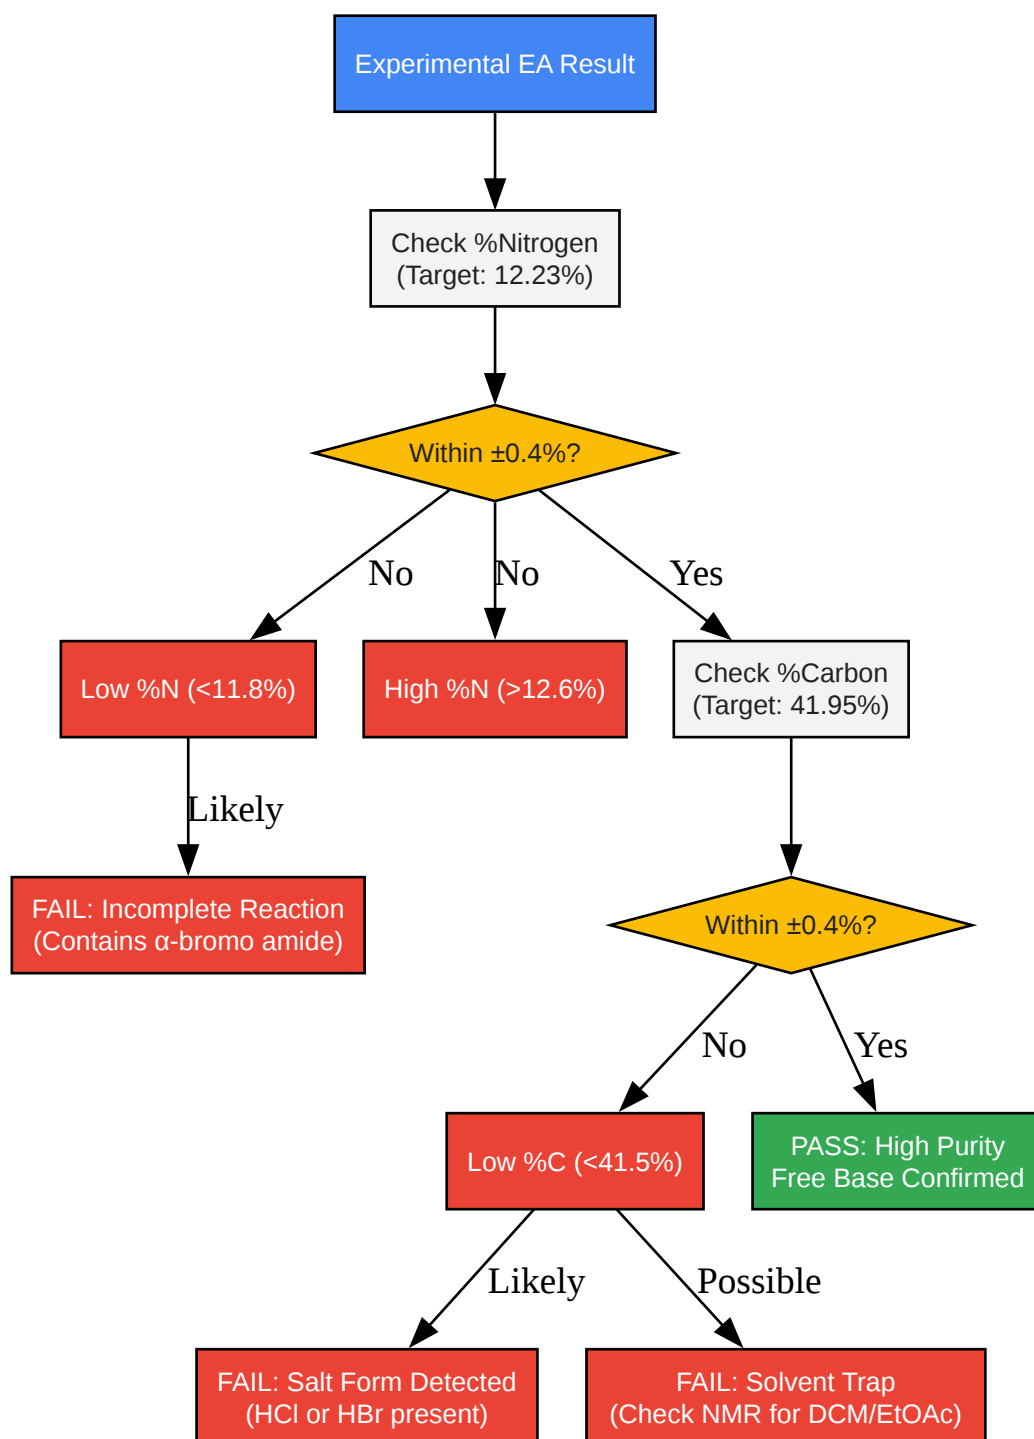 Experimental EA Result
Check %Nitrogen
(Target: 12.23%)
Within ±0.4%?
No
No
Yes
Low %N (<11.8%)
High %N (>12.6%)
Check %Carbon
(Target: 41.95%)
Likely
FAIL: Incomplete Reaction
(Contains α-bromo amide)
Within ±0.4%?
No
Yes
Low %C (<41.5%)
PASS: High Purity
Free Base Confirmed
Likely
Possible
FAIL: Salt Form Detected
(HCl or HBr present)
FAIL: Solvent Trap
(Check NMR for DCM/EtOAc)